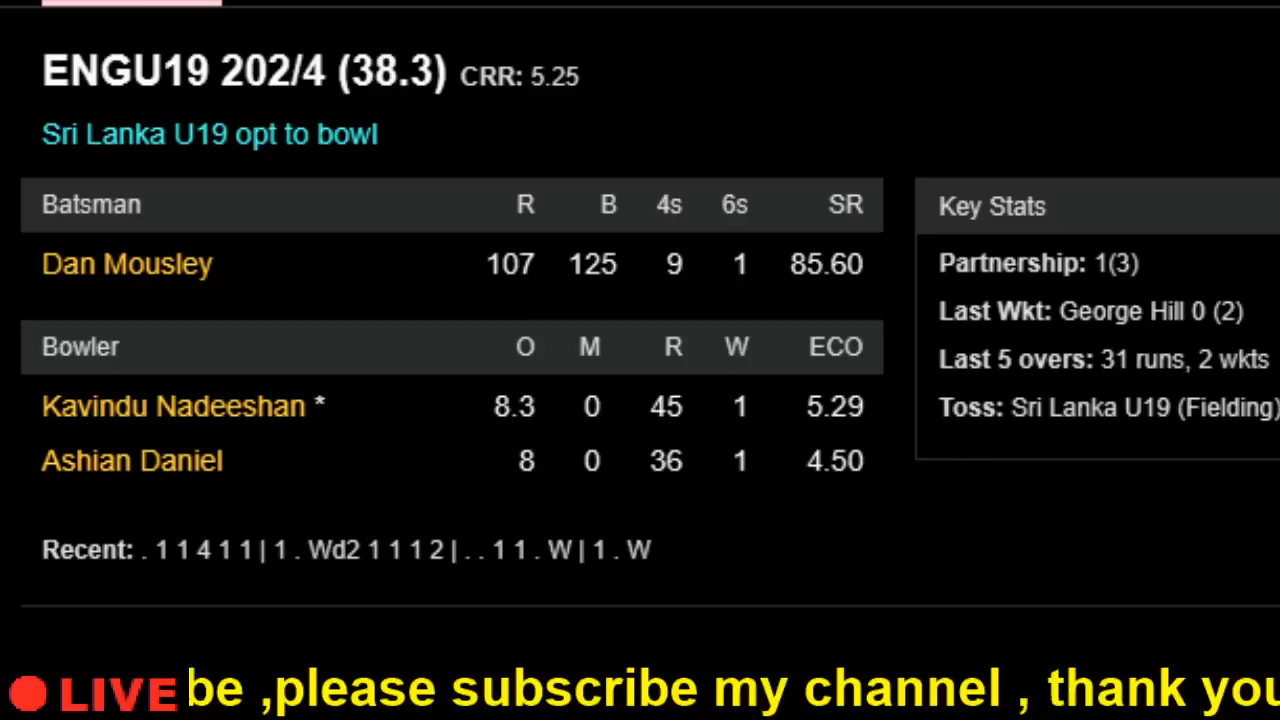 ENGU19 202/4 (38.3) CRR: 5.25
Sri Lanka U19 opt to bowl
Batsman R B 4s 6s SR
Dan Mousley 107 125 9 1 85.60
Bowler O M R W ECO
Kavindu Nadeeshan * 8.3 0 45 1 5.29
Ashian Daniel 8 0 36 1 4.50
Recent: . 1 1 4 1 1 | 1 . Wd2 1 1 1 2 | . . 1 1 . W | 1 . W
Key Stats
Partnership: 1(3)
Last Wkt: George Hill 0 (2)
Last 5 overs: 31 runs, 2 wkts
Toss: Sri Lanka U19 (Fielding)
LIVE be ,please subscribe my channel , thank you